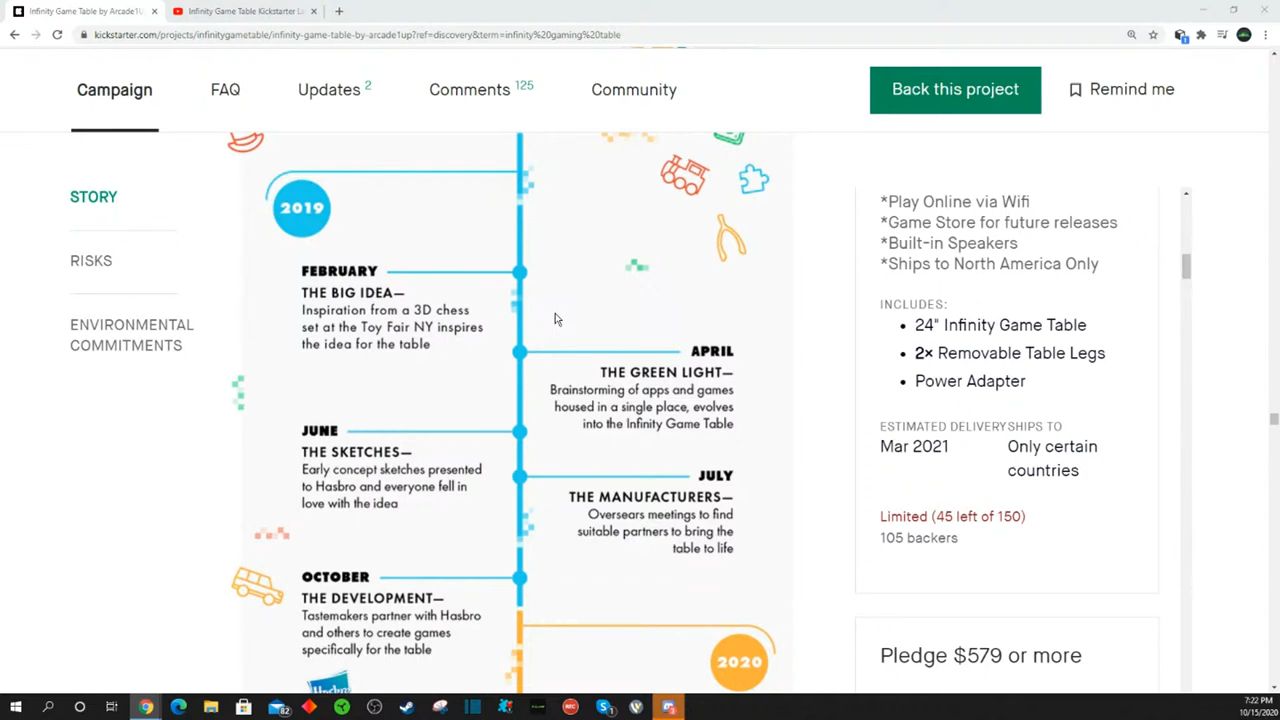 Infinity Game Table by Arcade1U
Infinity Game Table Kickstarter La
kickstarter.com/projects/infinitygametable/infinity-game-table-by-arcade1up?ref=discovery&term=infinity%20gaming%20table
Campaign
FAQ
Updates 2
Comments 125
Community
Back this project
Remind me
STORY
RISKS
ENVIRONMENTAL
COMMITMENTS
2019
FEBRUARY
THE BIG IDEA—
Inspiration from a 3D chess
set at the Toy Fair NY inspires
the idea for the table
APRIL
THE GREEN LIGHT—
Brainstorming of apps and games
housed in a single place, evolves
into the Infinity Game Table
JUNE
THE SKETCHES—
Early concept sketches presented
to Hasbro and everyone fell in
love with the idea
JULY
THE MANUFACTURERS—
Oversears meetings to find
suitable partners to bring the
table to life
OCTOBER
THE DEVELOPMENT—
Tastemakers partner with Hasbro
and others to create games
specifically for the table
Hasbro
2020
*Play Online via Wifi
*Game Store for future releases
*Built-in Speakers
*Ships to North America Only
INCLUDES:
• 24" Infinity Game Table
• 2× Removable Table Legs
• Power Adapter
ESTIMATED DELIVERY
Mar 2021
SHIPS TO
Only certain
countries
Limited (45 left of 150)
105 backers
Pledge $579 or more
82
REC
7:22 PM
10/15/2020